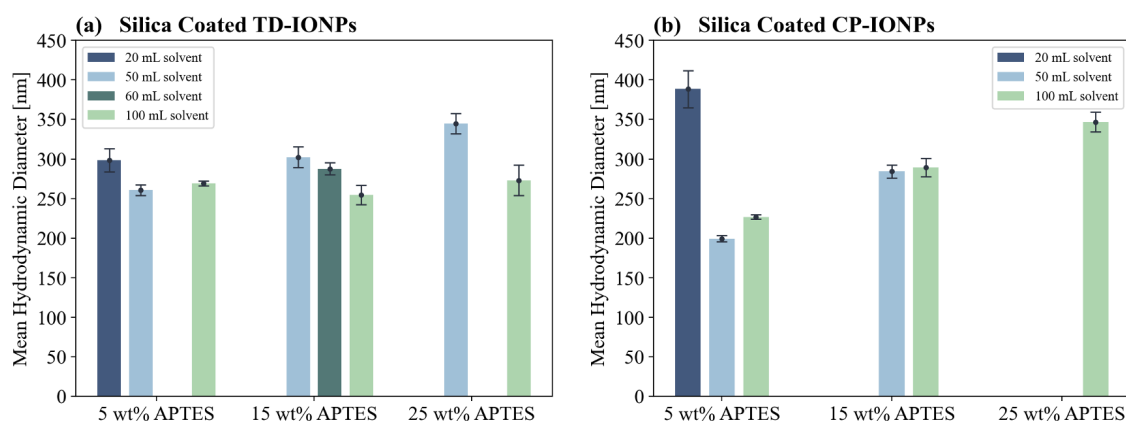 (a) Silica Coated TD-IONPs
Mean Hydrodynamic Diameter [nm]
450
400
350
300
250
200
150
100
50
0
20 mL solvent
50 mL solvent
60 mL solvent
100 mL solvent
5 wt% APTES
15 wt% APTES
25 wt% APTES
(b) Silica Coated CP-IONPs
Mean Hydrodynamic Diameter [nm]
450
400
350
300
250
200
150
100
50
0
20 mL solvent
50 mL solvent
100 mL solvent
5 wt% APTES
15 wt% APTES
25 wt% APTES